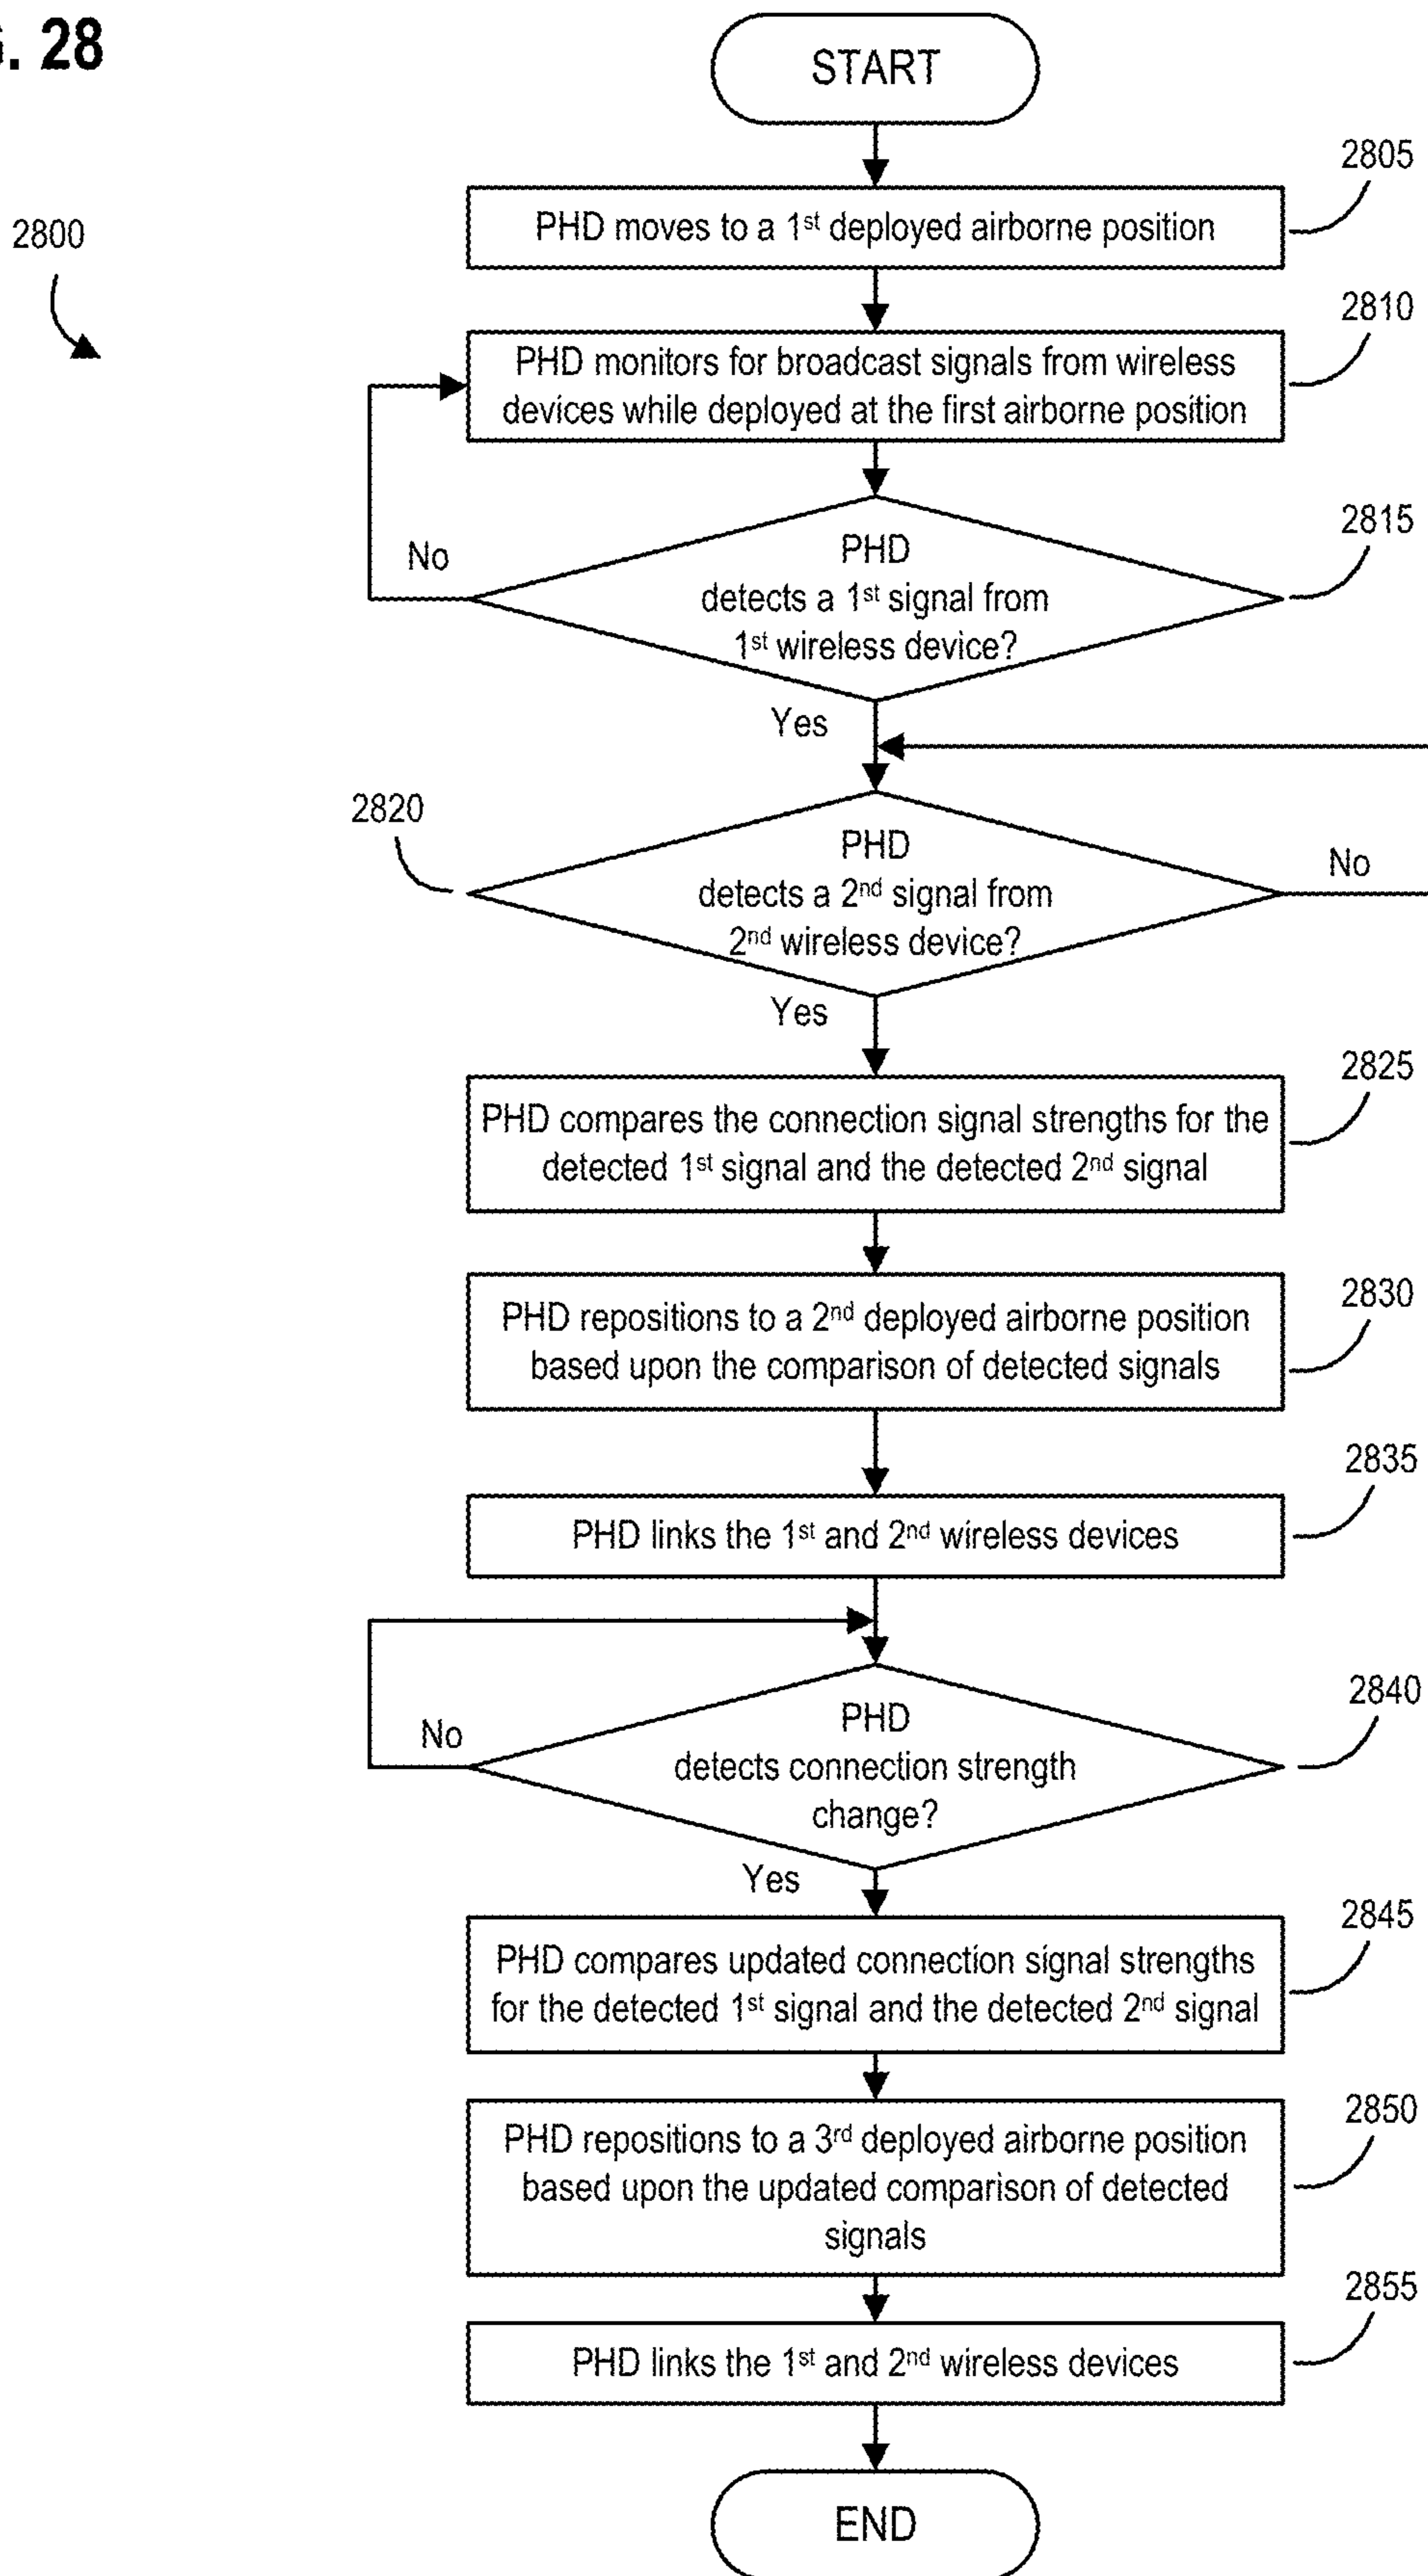 . 28
START
2805
2800
PHD moves to a 1st deployed airborne position
2810
PHD monitors for broadcast signals from wireless
devices while deployed at the first airborne position
2815
No
PHD
detects a 1st signal from
1st wireless device?
Yes
2820
PHD
detects a 2nd signal from
2nd wireless device?
No
Yes
2825
PHD compares the connection signal strengths for the
detected 1st signal and the detected 2nd signal
2830
PHD repositions to a 2nd deployed airborne position
based upon the comparison of detected signals
2835
PHD links the 1st and 2nd wireless devices
2840
No
PHD
detects connection strength
change?
Yes
2845
PHD compares updated connection signal strengths
for the detected 1st signal and the detected 2nd signal
2850
PHD repositions to a 3rd deployed airborne position
based upon the updated comparison of detected
signals
2855
PHD links the 1st and 2nd wireless devices
END